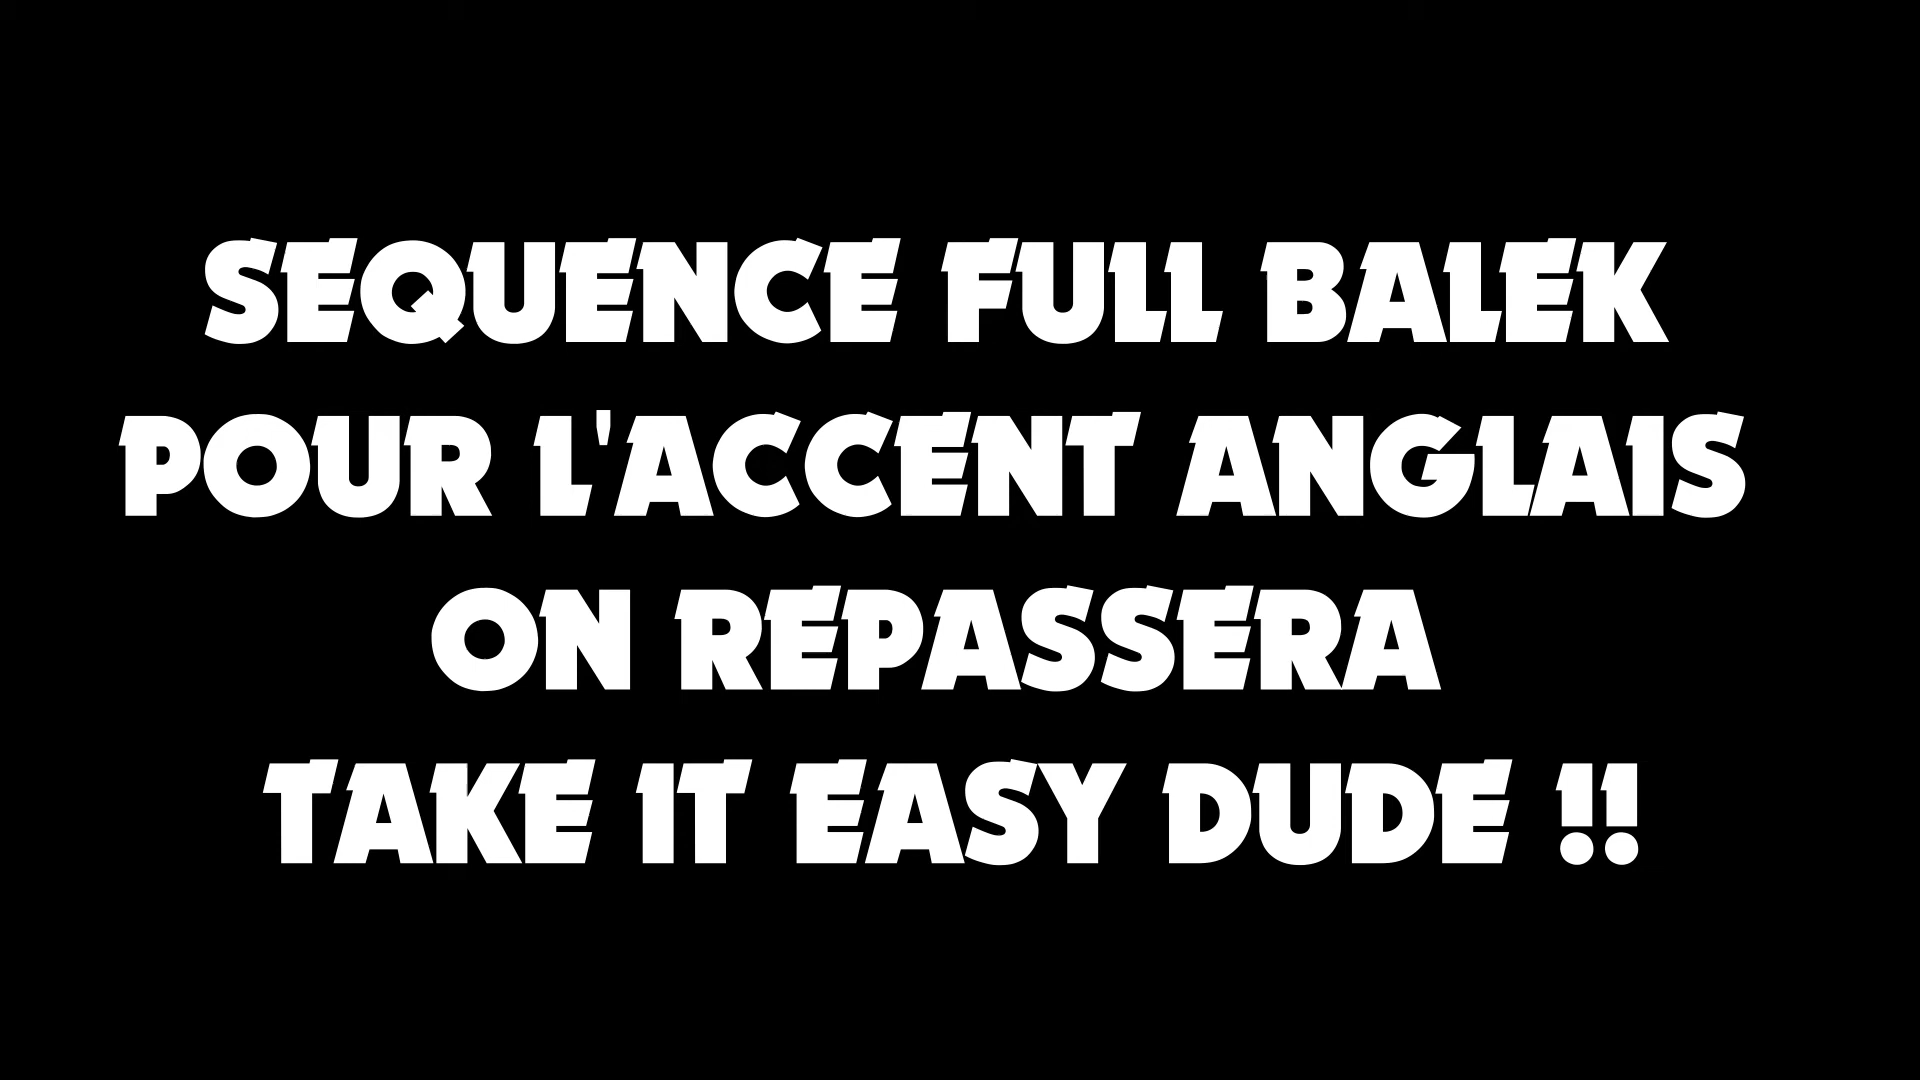 SEQUENCE FULL BALEK
POUR L'ACCENT ANGLAIS
ON REPASSERA
TAKE IT EASY DUDE !!